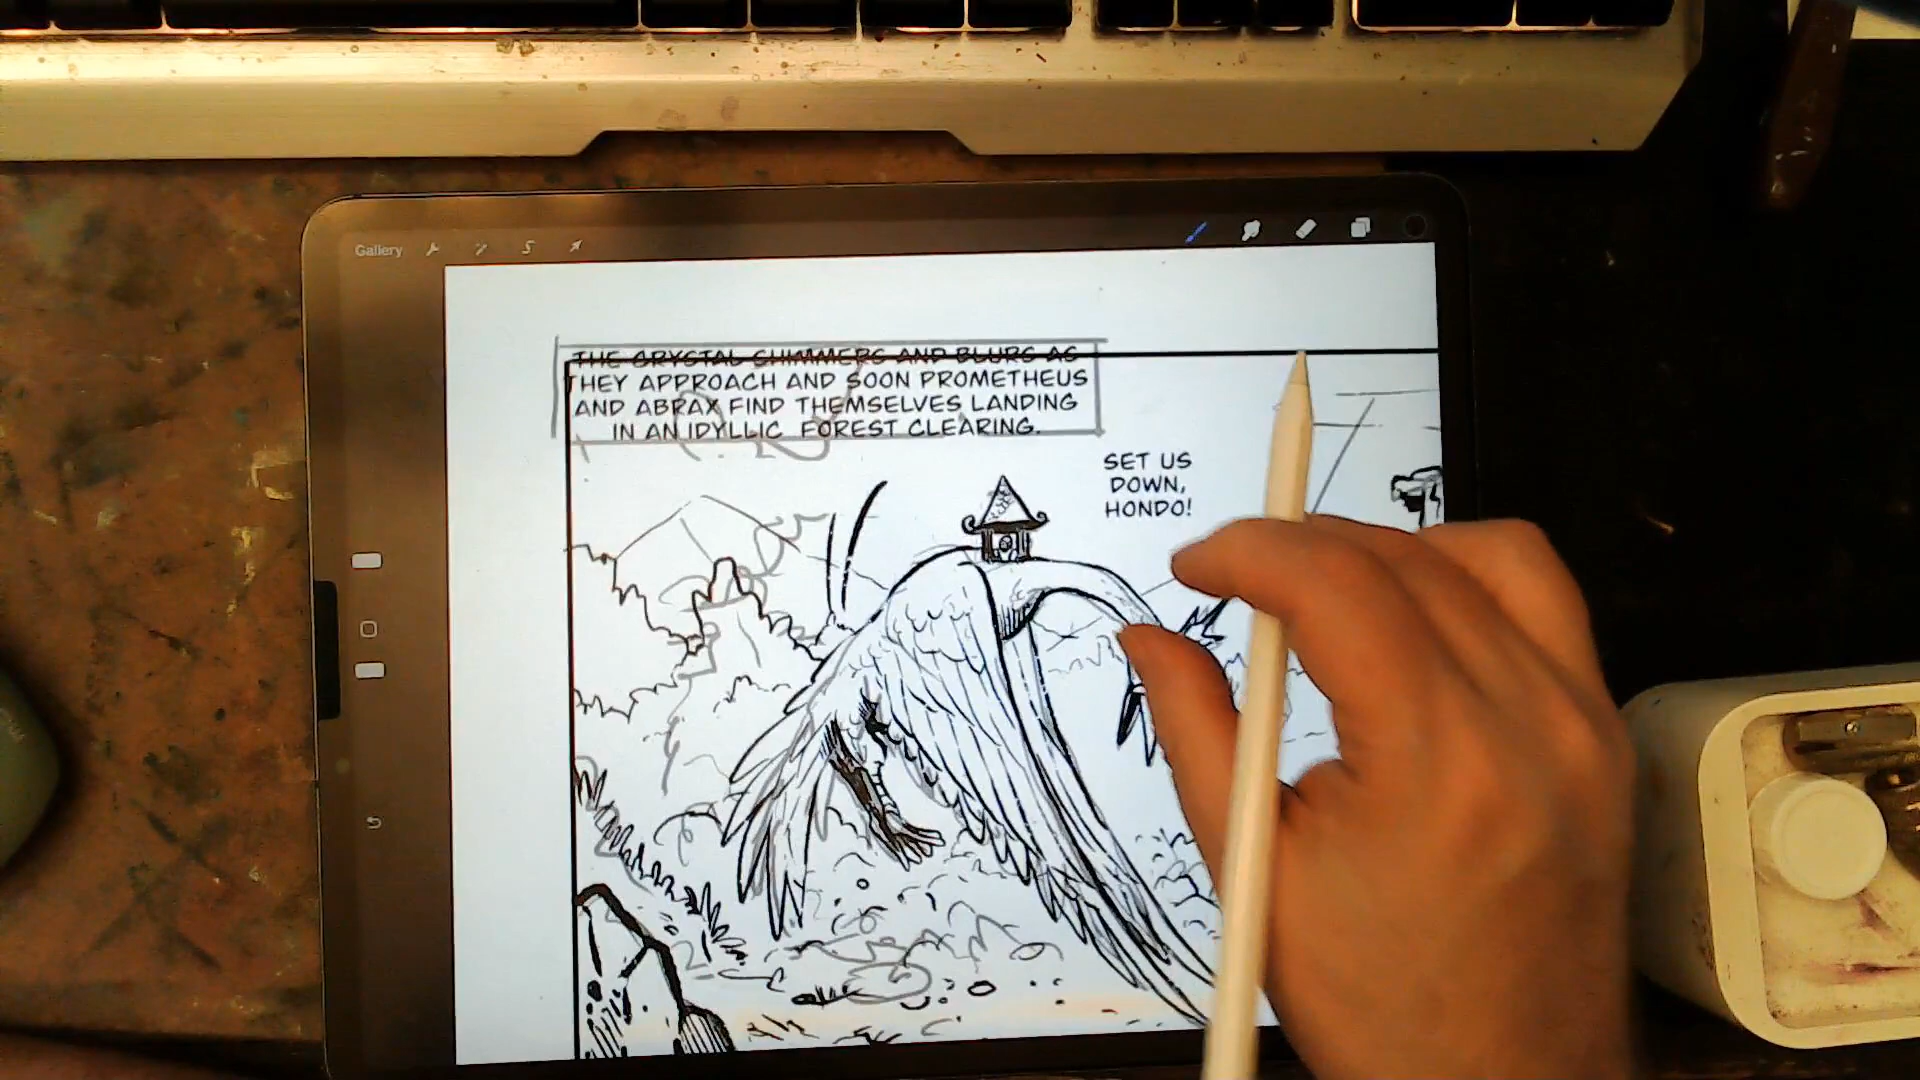 Gallery
THE CRYSTAL SHIMMERS AND BLURS AS
THEY APPROACH AND SOON PROMETHEUS
AND ABRAX FIND THEMSELVES LANDING
IN AN IDYLLIC FOREST CLEARING.
SET US
DOWN,
HONDO!